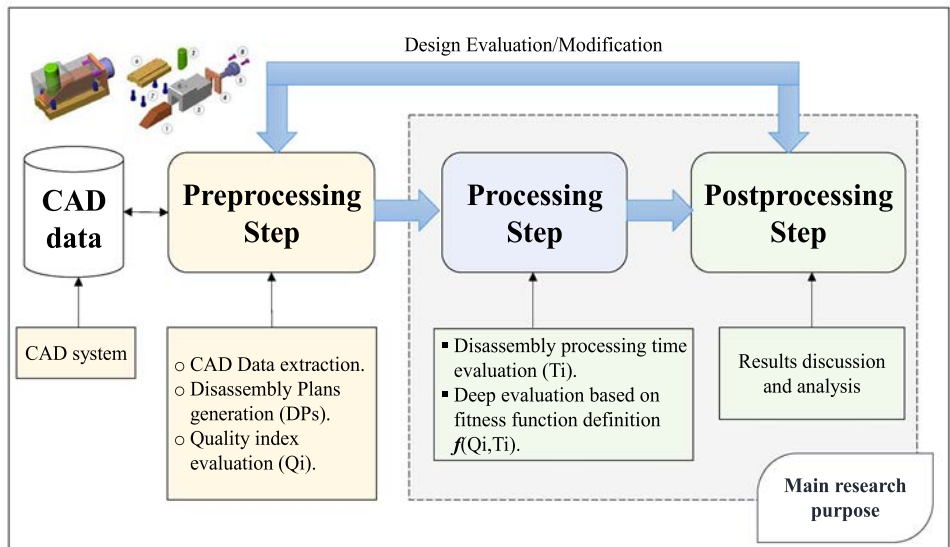 Design Evaluation/Modification
CAD
data
Preprocessing
Step
Processing
Step
Postprocessing
Step
CAD system
○ CAD Data extraction.
○ Disassembly Plans
generation (DPs).
○ Quality index
evaluation (Qi).
▪ Disassembly processing time
evaluation (Ti).
▪ Deep evaluation based on
fitness function definition
f(Qi,Ti).
Results discussion
and analysis
Main research
purpose